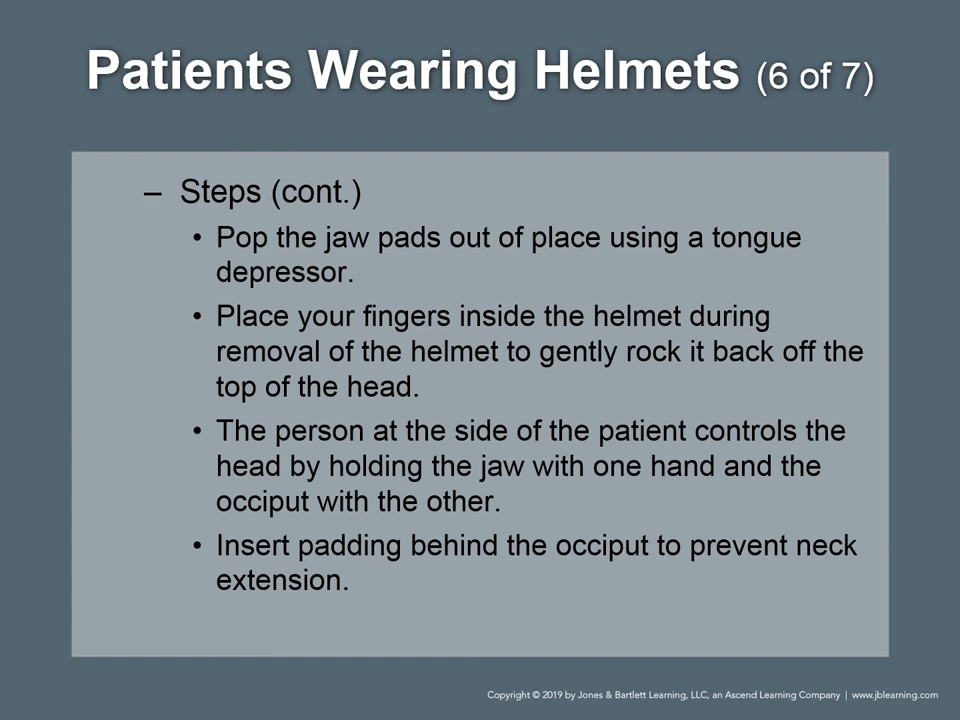 Patients Wearing Helmets (6 of 7)
– Steps (cont.)
• Pop the jaw pads out of place using a tongue
depressor.
• Place your fingers inside the helmet during
removal of the helmet to gently rock it back off the
top of the head.
• The person at the side of the patient controls the
head by holding the jaw with one hand and the
occiput with the other.
• Insert padding behind the occiput to prevent neck
extension.
Copyright © 2019 by Jones & Bartlett Learning, LLC, an Ascend Learning Company | www.jblearning.com